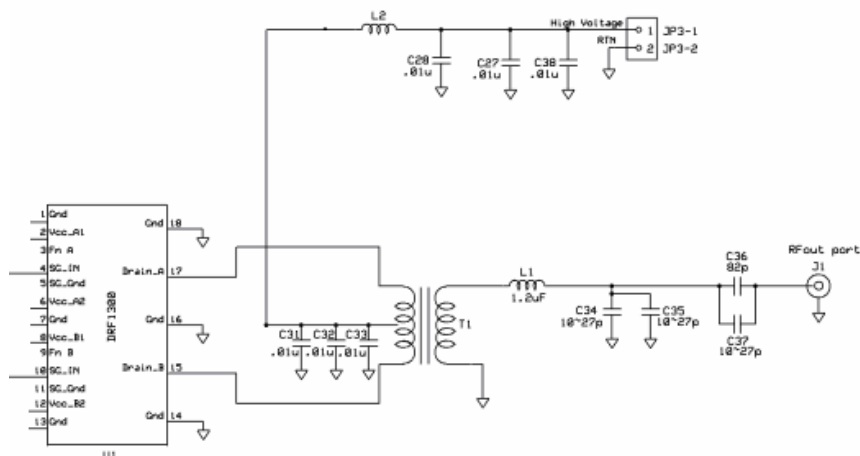 L2
High Voltage
1 JP3-1
RTN
2 JP3-2
C28
.01u
C27
.01u
C38
.01u
1 Gnd
2 Vcc_A1
3 Fn A
4 SG_IN
5 SG_Gnd
6 Vcc_A2
7 Gnd
8 Vcc_B1
9 Fn B
10 SG_IN
11 SG_Gnd
12 Vcc_B2
13 Gnd
DRF1300
Gnd 18
Drain_A 17
Gnd 16
Drain_B 15
Gnd 14
U1
C31
.01u
C32
.01u
C33
.01u
T1
L1
1.2uF
C34
10~27p
C35
10~27p
C36
82p
C37
10~27p
RFout port
J1